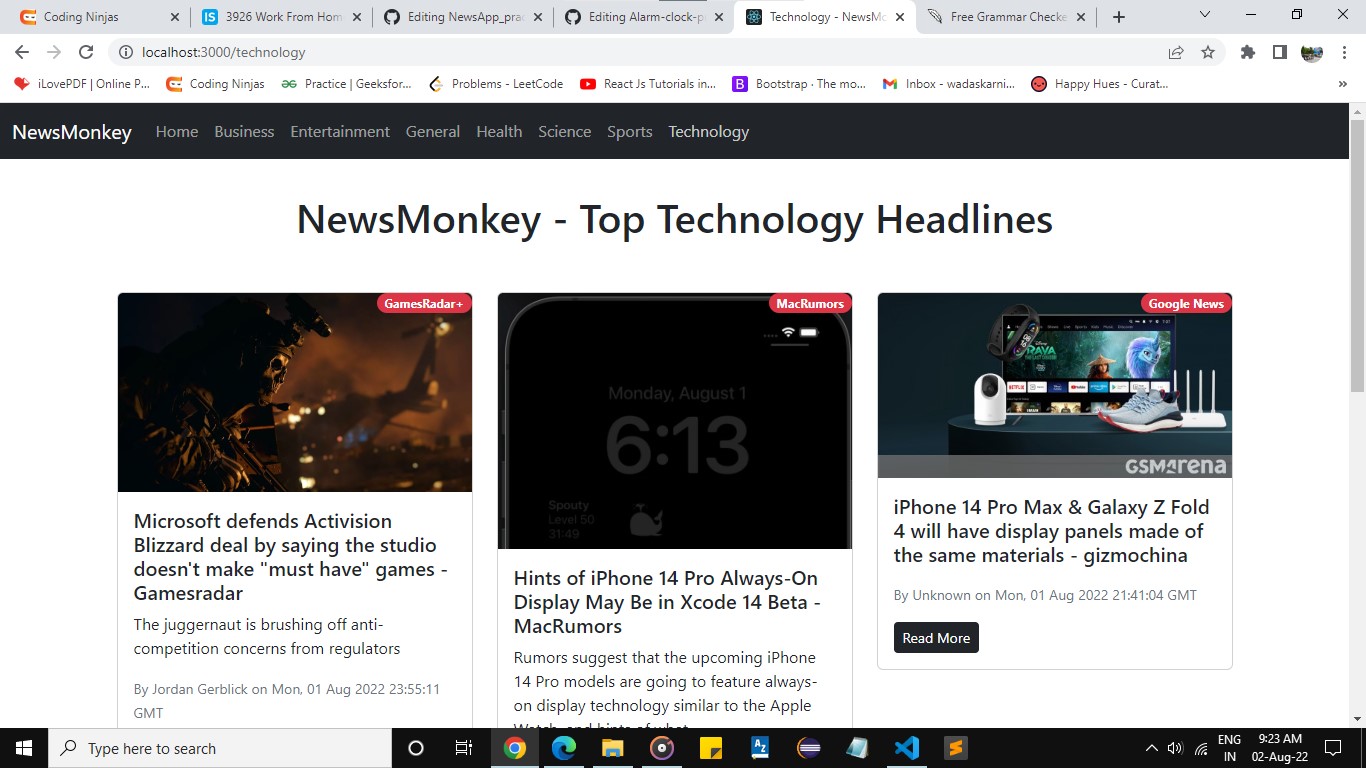 Coding Ninjas
3926 Work From Hom
Editing NewsApp_prac
Editing Alarm-clock-p
Technology - NewsMo
Free Grammar Checke
localhost:3000/technology
iLovePDF | Online P...
Coding Ninjas
Practice | Geeksfor...
Problems - LeetCode
React Js Tutorials in...
Bootstrap · The mo...
Inbox - wadaskarni...
Happy Hues - Curat...
NewsMonkey
Home
Business
Entertainment
General
Health
Science
Sports
Technology
NewsMonkey - Top Technology Headlines
GamesRadar+
Microsoft defends Activision
Blizzard deal by saying the studio
doesn't make "must have" games -
Gamesradar
The juggernaut is brushing off anti-
competition concerns from regulators
By Jordan Gerblick on Mon, 01 Aug 2022 23:55:11
GMT
MacRumors
Monday, August 1
6:13
Spouty
Level 50
31:49
Hints of iPhone 14 Pro Always-On
Display May Be in Xcode 14 Beta -
MacRumors
Rumors suggest that the upcoming iPhone
14 Pro models are going to feature always-
on display technology similar to the Apple
Watch, and hints of what
Google News
RAYA
GSMArena
iPhone 14 Pro Max & Galaxy Z Fold
4 will have display panels made of
the same materials - gizmochina
By Unknown on Mon, 01 Aug 2022 21:41:04 GMT
Read More
Type here to search
ENG
IN
9:23 AM
02-Aug-22